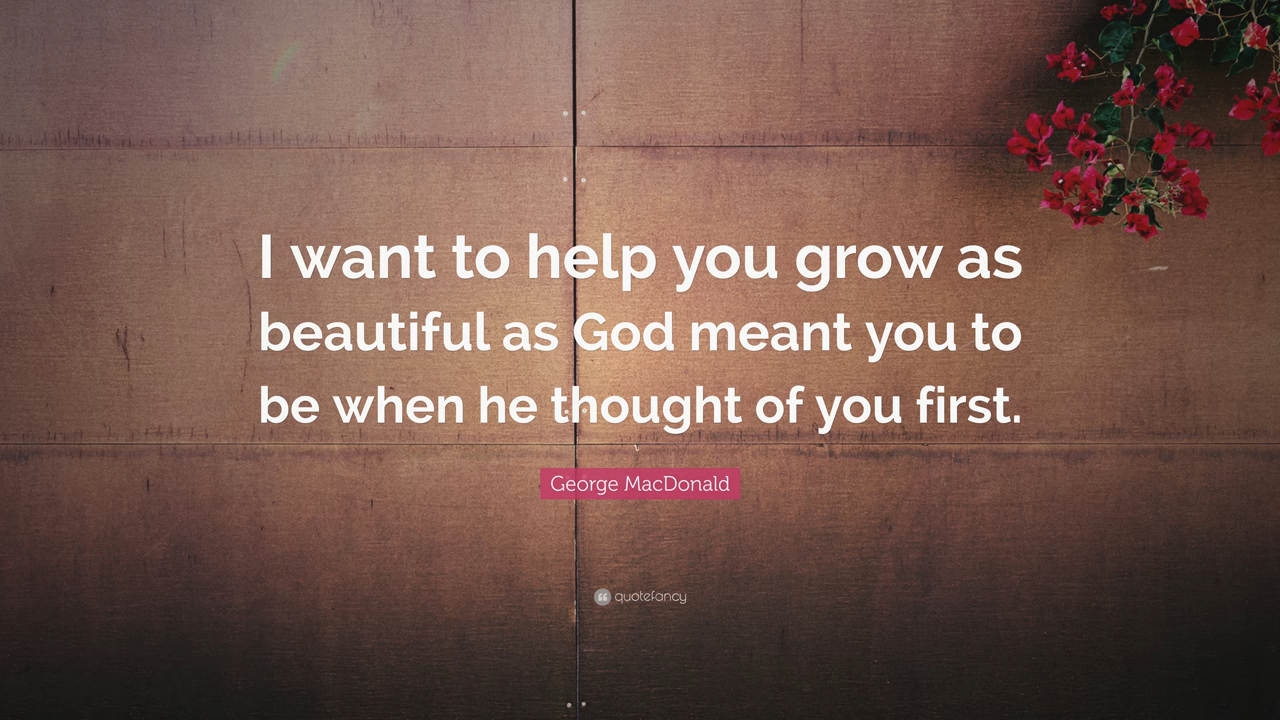 I want to help you grow as
beautiful as God meant you to
be when he thought of you first.
George MacDonald
quotefancy